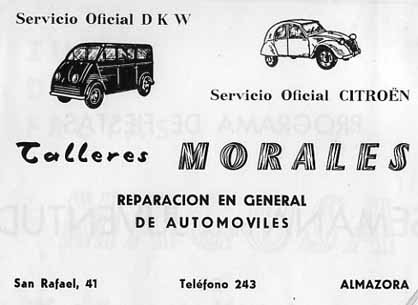 Servicio Oficial D K W
Servicio Oficial CITROËN
Talleres MORALES
REPARACION EN GENERAL
DE AUTOMOVILES
San Rafael, 41 Teléfono 243 ALMAZORA